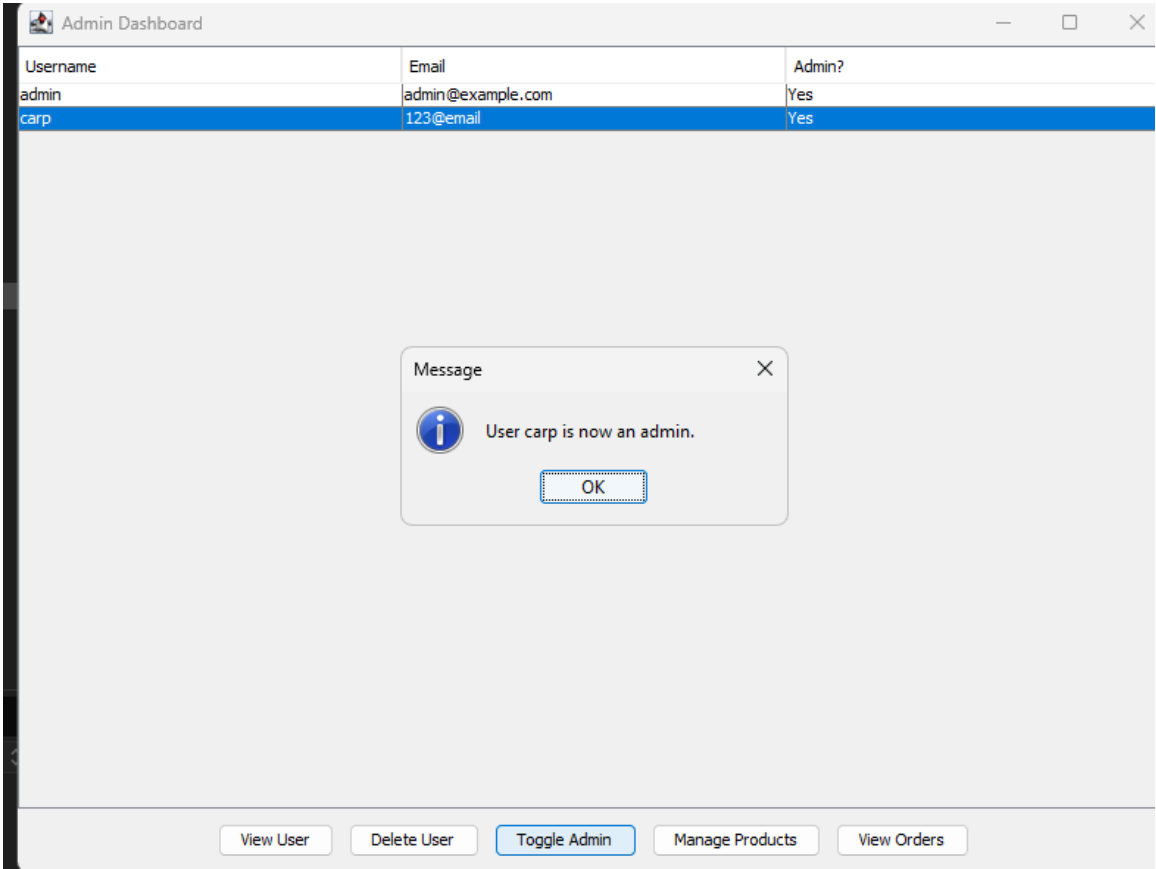 Admin Dashboard
Username Email Admin?
admin admin@example.com Yes
carp 123@email Yes
Message
User carp is now an admin.
OK
View User Delete User Toggle Admin Manage Products View Orders